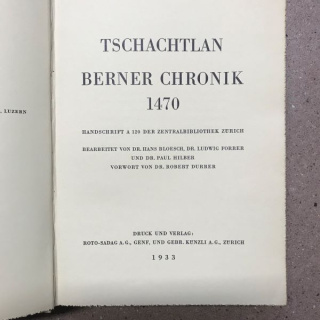 R, LUZERN
TSCHACHTLAN
BERNER CHRONIK
1470
HANDSCHRIFT A 120 DER ZENTRALBIBLIOTHEK ZÜRICH
BEARBEITET VON DR. HANS BLOESCH, DR. LUDWIG FORRER
UND DR. PAUL HILBER
VORWORT VON DR. ROBERT DURRER
DRUCK UND VERLAG:
ROTO-SADAG A.G., GENF, UND GEBR. KUNZLI A.G., ZÜRICH
1933